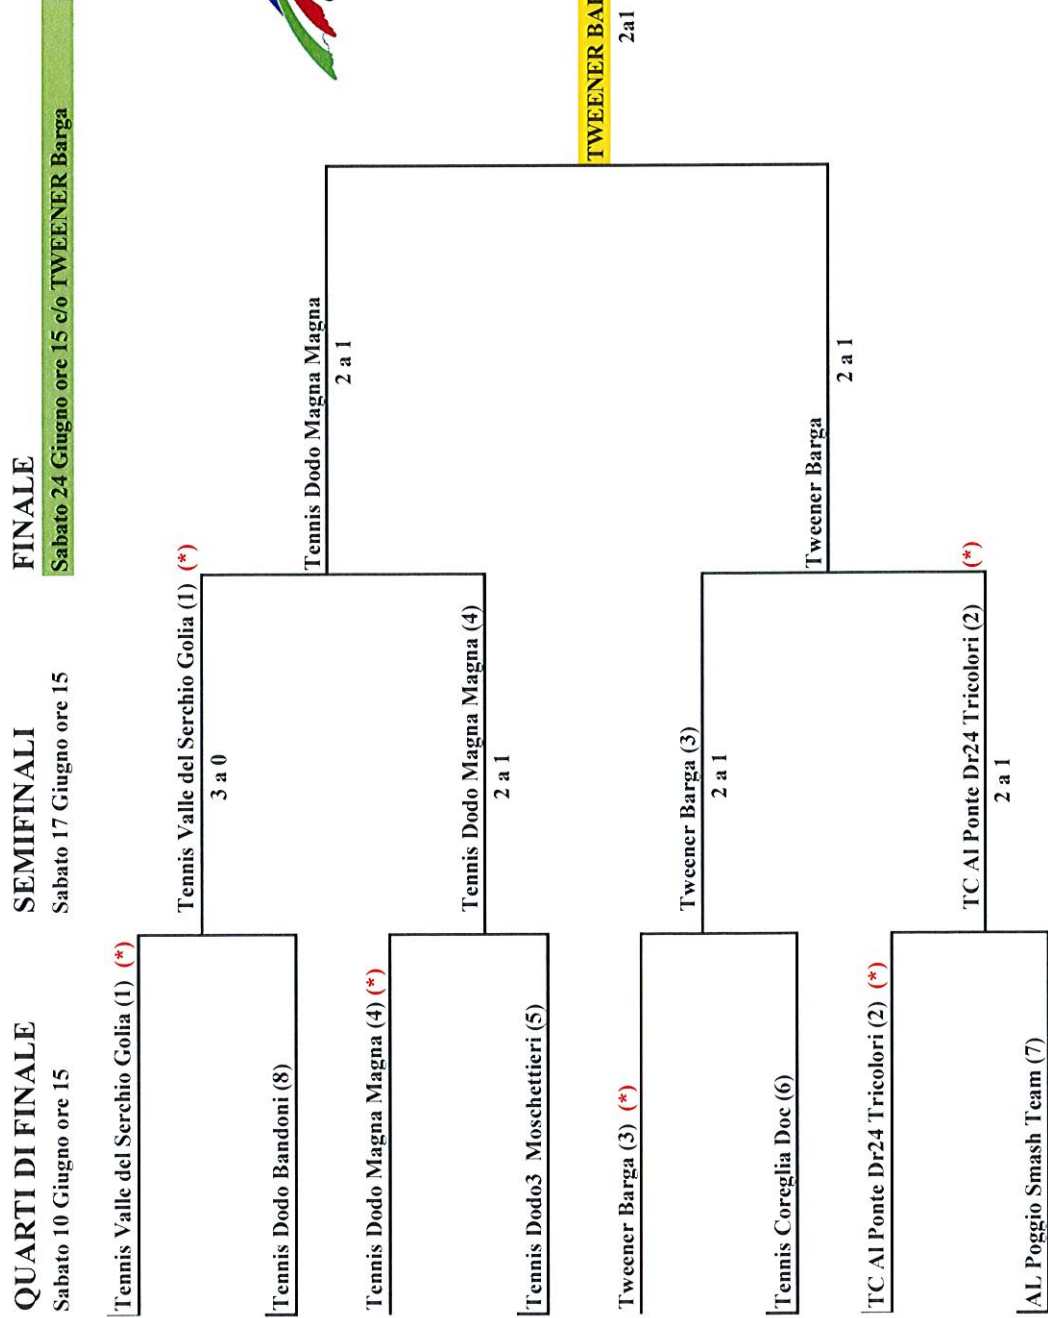 QUARTI DI FINALE
Sabato 10 Giugno ore 15
Tennis Valle del Serchio Golia (1) (*)
Tennis Dodo Bandoni (8)
Tennis Dodo Magna Magna (4) (*)
Tennis Dodo3 Moschettieri (5)
Tweener Barga (3) (*)
Tennis Coreglia Doc (6)
TC Al Ponte Dr24 Tricolori (2) (*)
AL Poggio Smash Team (7)
SEMIFINALI
Sabato 17 Giugno ore 15
Tennis Valle del Serchio Golia (1) (*)
3 a 0
Tennis Dodo Magna Magna (4)
2 a 1
Tweener Barga (3)
2 a 1
TC Al Ponte Dr24 Tricolori (2) (*)
2 a 1
FINALE
Sabato 24 Giugno ore 15 c/o TWEENER Barga
Tennis Dodo Magna Magna
2 a 1
Tweener Barga
2 a 1
TWEENER
2a1